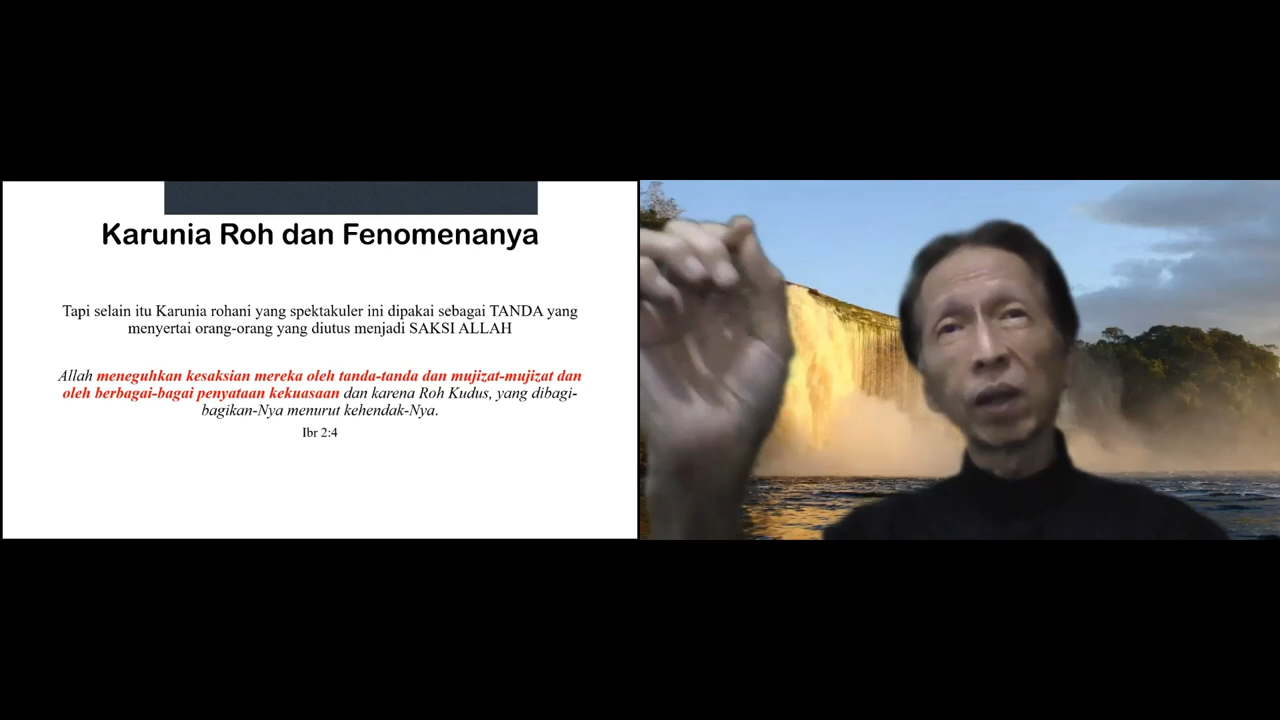 Karunia Roh dan Fenomenanya
Tapi selain itu Karunia rohani yang spektakuler ini dipakai sebagai TANDA yang
menyertai orang-orang yang diutus menjadi SAKSI ALLAH
Allah meneguhkan kesaksian mereka oleh tanda-tanda dan mujizat-mujizat dan
oleh berbagai-bagai penyataan kekuasaan dan karena Roh Kudus, yang dibagi-
bagikan-Nya menurut kehendak-Nya.
Ibr 2:4